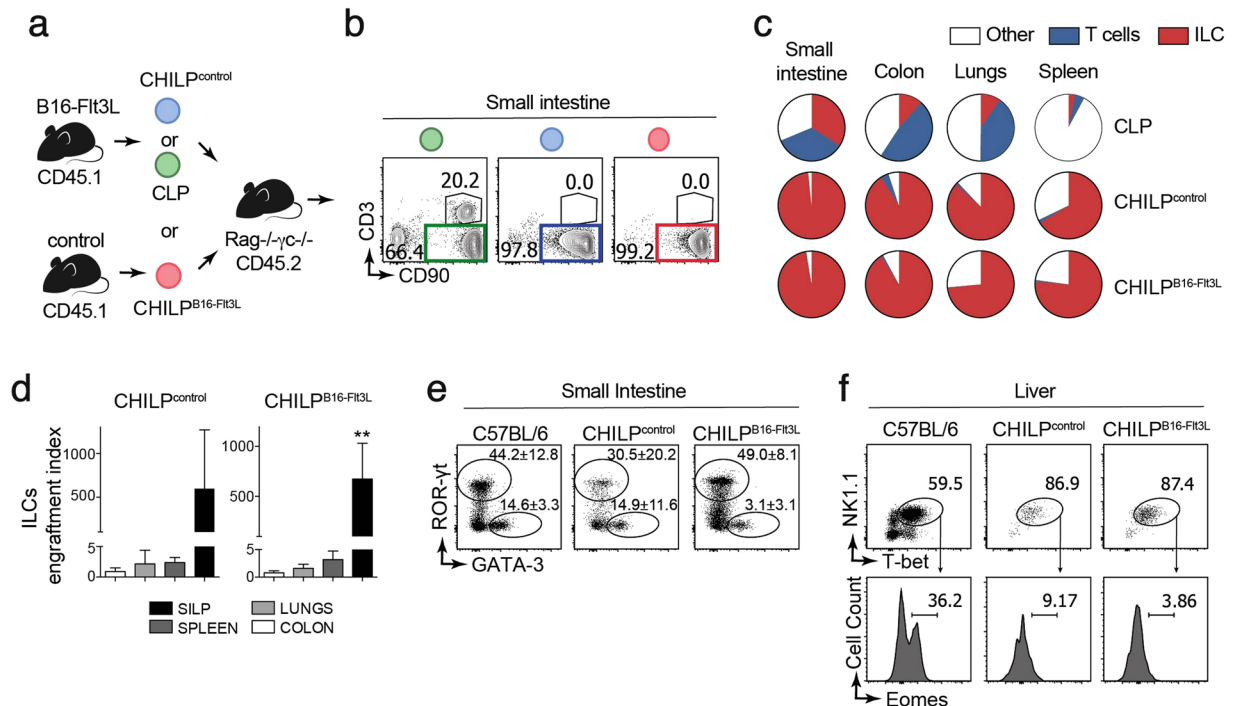 a
CHILPcontrol
B16-Flt3L
or
CD45.1
CLP
or
control
Rag-/-γc-/-
CD45.2
CD45.1
CHILPB16-Flt3L
b
Small intestine
20.2
0.0
0.0
CD3
66.4
97.8
99.2
CD90
c
Other
T cells
ILC
Small
intestine
Colon
Lungs
Spleen
CLP
CHILPcontrol
CHILPB16-Flt3L
d
CHILPcontrol
CHILPB16-Flt3L
ILCs
engraftment index
1000
500
5
0
1000
500
5
0
**
SILP
LUNGS
SPLEEN
COLON
e
Small Intestine
C57BL/6
CHILPcontrol
CHILPB16-Flt3L
44.2±12.8
30.5±20.2
49.0±8.1
14.6±3.3
14.9±11.6
3.1±3.1
ROR-γt
GATA-3
f
Liver
C57BL/6
CHILPcontrol
CHILPB16-Flt3L
59.5
86.9
87.4
NK1.1
T-bet
36.2
9.17
3.86
Cell Count
Eomes